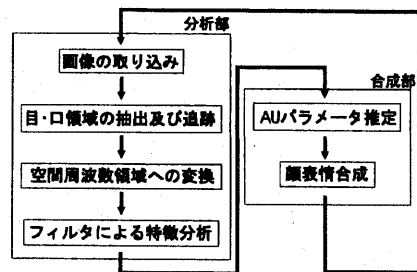 分析部
画像の取り込み
目・口領域の抽出及び追跡
空間周波数領域への変換
フィルタによる特徴分析
合成部
AUパラメータ推定
顔表情合成